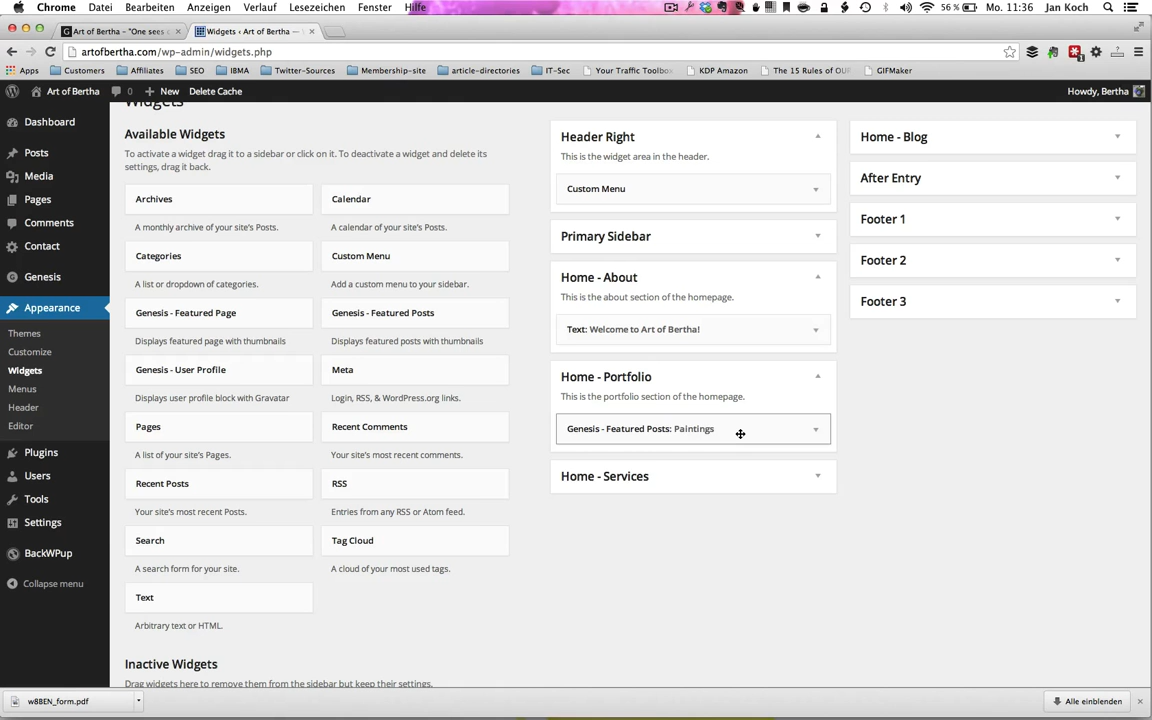 Chrome Datei Bearbeiten Anzeigen Verlauf Lesezeichen Fenster Hilfe 56 % Mo. 11:36 Jan Koch
Art of Bertha – "One sees c
Widgets ‹ Art of Bertha —
artofbertha.com/wp-admin/widgets.php
Apps Customers Affiliates SEO IBMA Twitter-Sources Membership-site article-directories IT-Sec Your Traffic Toolbox KDP Amazon The 15 Rules of OUR GIFMaker
Art of Bertha 0 New Delete Cache Howdy, Bertha
Dashboard
Posts
Media
Pages
Comments
Contact
Genesis
Appearance
Themes
Customize
Widgets
Menus
Header
Editor
Plugins
Users
Tools
Settings
BackWPup
Collapse menu
Widgets
Available Widgets
To activate a widget drag it to a sidebar or click on it. To deactivate a widget and delete its
settings, drag it back.
Archives
A monthly archive of your site's Posts.
Calendar
A calendar of your site's Posts.
Categories
A list or dropdown of categories.
Custom Menu
Add a custom menu to your sidebar.
Genesis - Featured Page
Displays featured page with thumbnails
Genesis - Featured Posts
Displays featured posts with thumbnails
Genesis - User Profile
Displays user profile block with Gravatar
Meta
Login, RSS, & WordPress.org links.
Pages
A list of your site's Pages.
Recent Comments
Your site's most recent comments.
Recent Posts
Your site's most recent Posts.
RSS
Entries from any RSS or Atom feed.
Search
A search form for your site.
Tag Cloud
A cloud of your most used tags.
Text
Arbitrary text or HTML.
Inactive Widgets
Drag widgets here to remove them from the sidebar but keep their settings.
Header Right
This is the widget area in the header.
Custom Menu
Primary Sidebar
Home - About
This is the about section of the homepage.
Text: Welcome to Art of Bertha!
Home - Portfolio
This is the portfolio section of the homepage.
Genesis - Featured Posts: Paintings
Home - Services
Home - Blog
After Entry
Footer 1
Footer 2
Footer 3
w8BEN_form.pdf
Alle einblenden